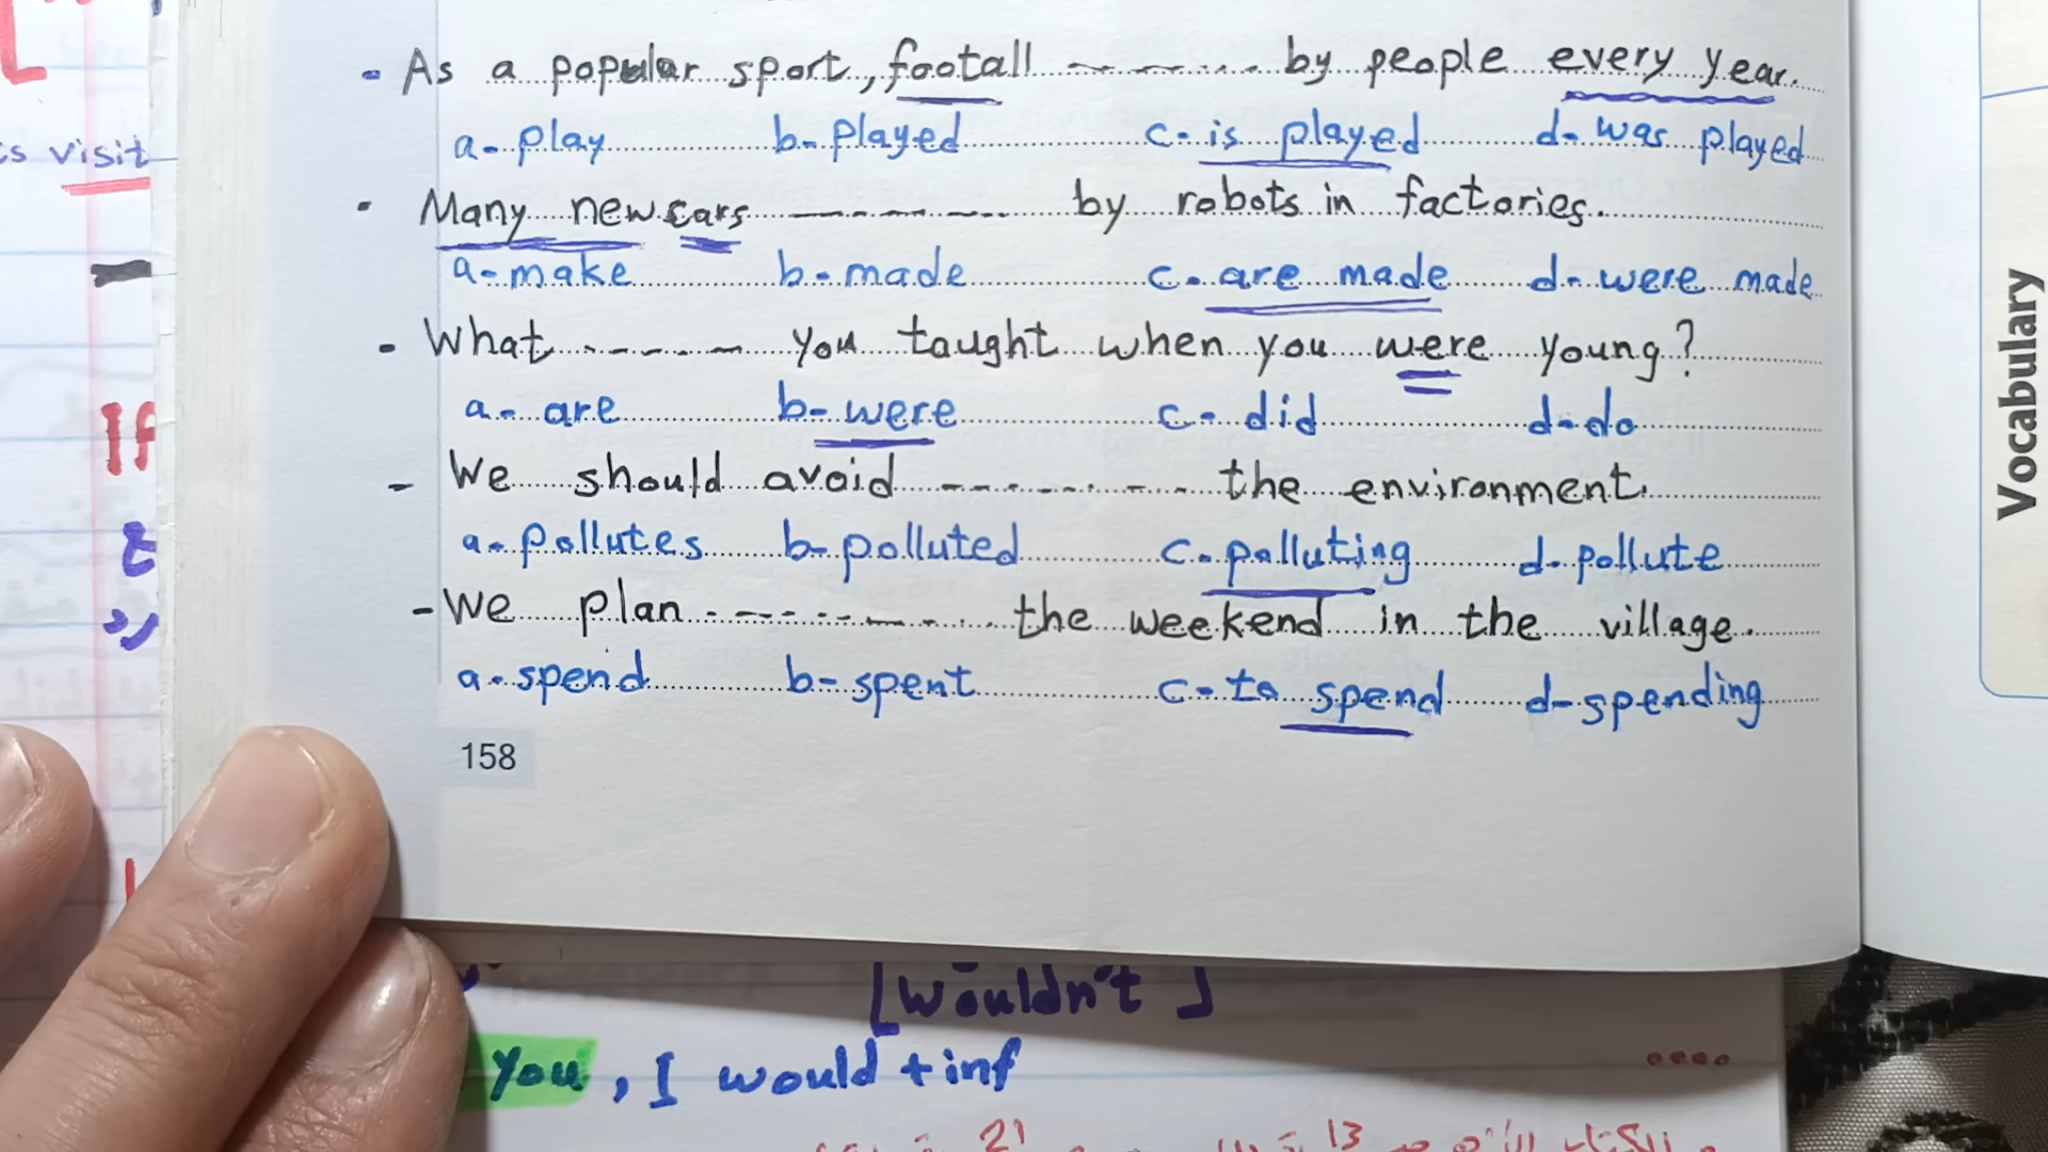 - As a popular sport, footall ---------- by people every year.
a- play b- played c- is played d- was played
is visit
• Many new cars ---------- by robots in factories.
a- make b- made c- are made d- were made
- What ------ you taught when you were young?
a- are b- were c- did d- do
If
- We should avoid ---------- the environment.
a- pollutes b- polluted c- polluting d- pollute
- We plan ---------- the weekend in the village.
a- spend b- spent c- to spend d- spending
158
Vocabulary
[Wouldn't]
you, I would + inf
13 21